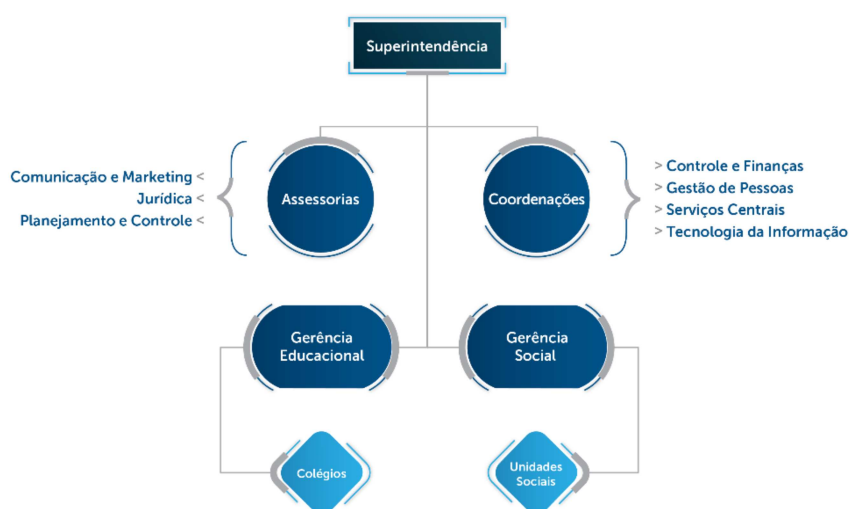 Superintendência
Comunicação e Marketing <
Jurídica <
Planejamento e Controle <
Assessorias
Coordenações
> Controle e Finanças
> Gestão de Pessoas
> Serviços Centrais
> Tecnologia da Informação
Gerência
Educacional
Gerência
Social
Colégios
Unidades
Sociais